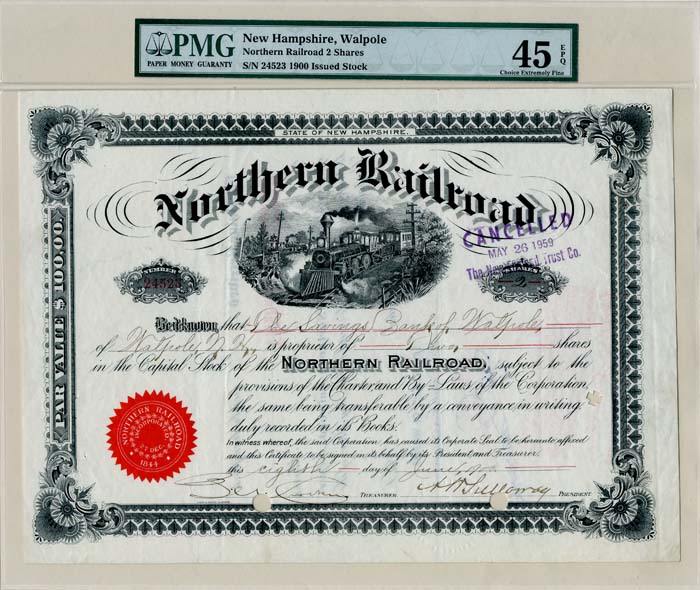 PMG
PAPER MONEY GUARANTY
New Hampshire, Walpole
Northern Railroad 2 Shares
S/N 24523 1900 Issued Stock
45 EPQ
Choice Extremely Fine
STATE OF NEW HAMPSHIRE.
Northern Railroad
CANCELLED
MAY 26 1959
Trust Co.
NUMBER
24523
SHARES
2
PAR VALUE $100.00
Be it known, that The Savings Bank of Walpole
of Walpole, N.H. is proprietor of Two shares
in the Capital Stock of the NORTHERN RAILROAD, subject to the
provisions of the Charter and By-Laws of the Corporation,
the same being transferable by a conveyance in writing
duly recorded in its Books.
In witness whereof, the said Corporation has caused its Corporate Seal to be hereunto affixed
and this Certificate to be signed in its behalf by its President and Treasurer.
this eighth day of June
TREASURER
PRESIDENT
NORTHERN RAILROAD
INCORPORATED
1844